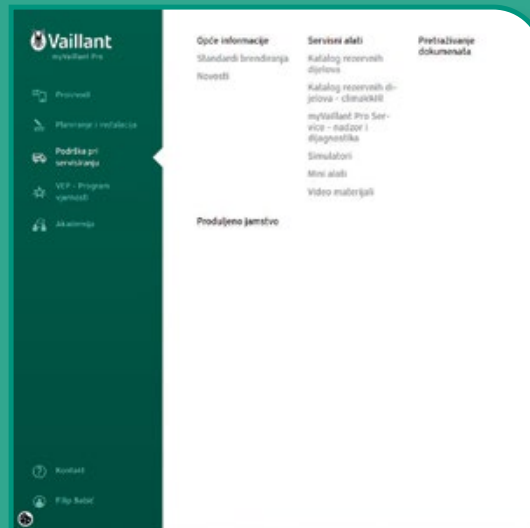 Vaillant
myVaillant Pro
Proizvodi
Planiranje i instalacija
Podrška pri
servisiranju
VEP - Program
vjernosti
Akademija
Kontakt
Filip Babić
Opće informacije
Standardi brendiranja
Novosti
Servisni alati
Katalog rezervnih
dijelova
Katalog rezervnih di-
jelova - climaVAIR
myVaillant Pro Ser-
vice - nadzor i
dijagnostika
Simulatori
Mini alati
Video materijali
Pretraživanje
dokumenata
Produljeno jamstvo